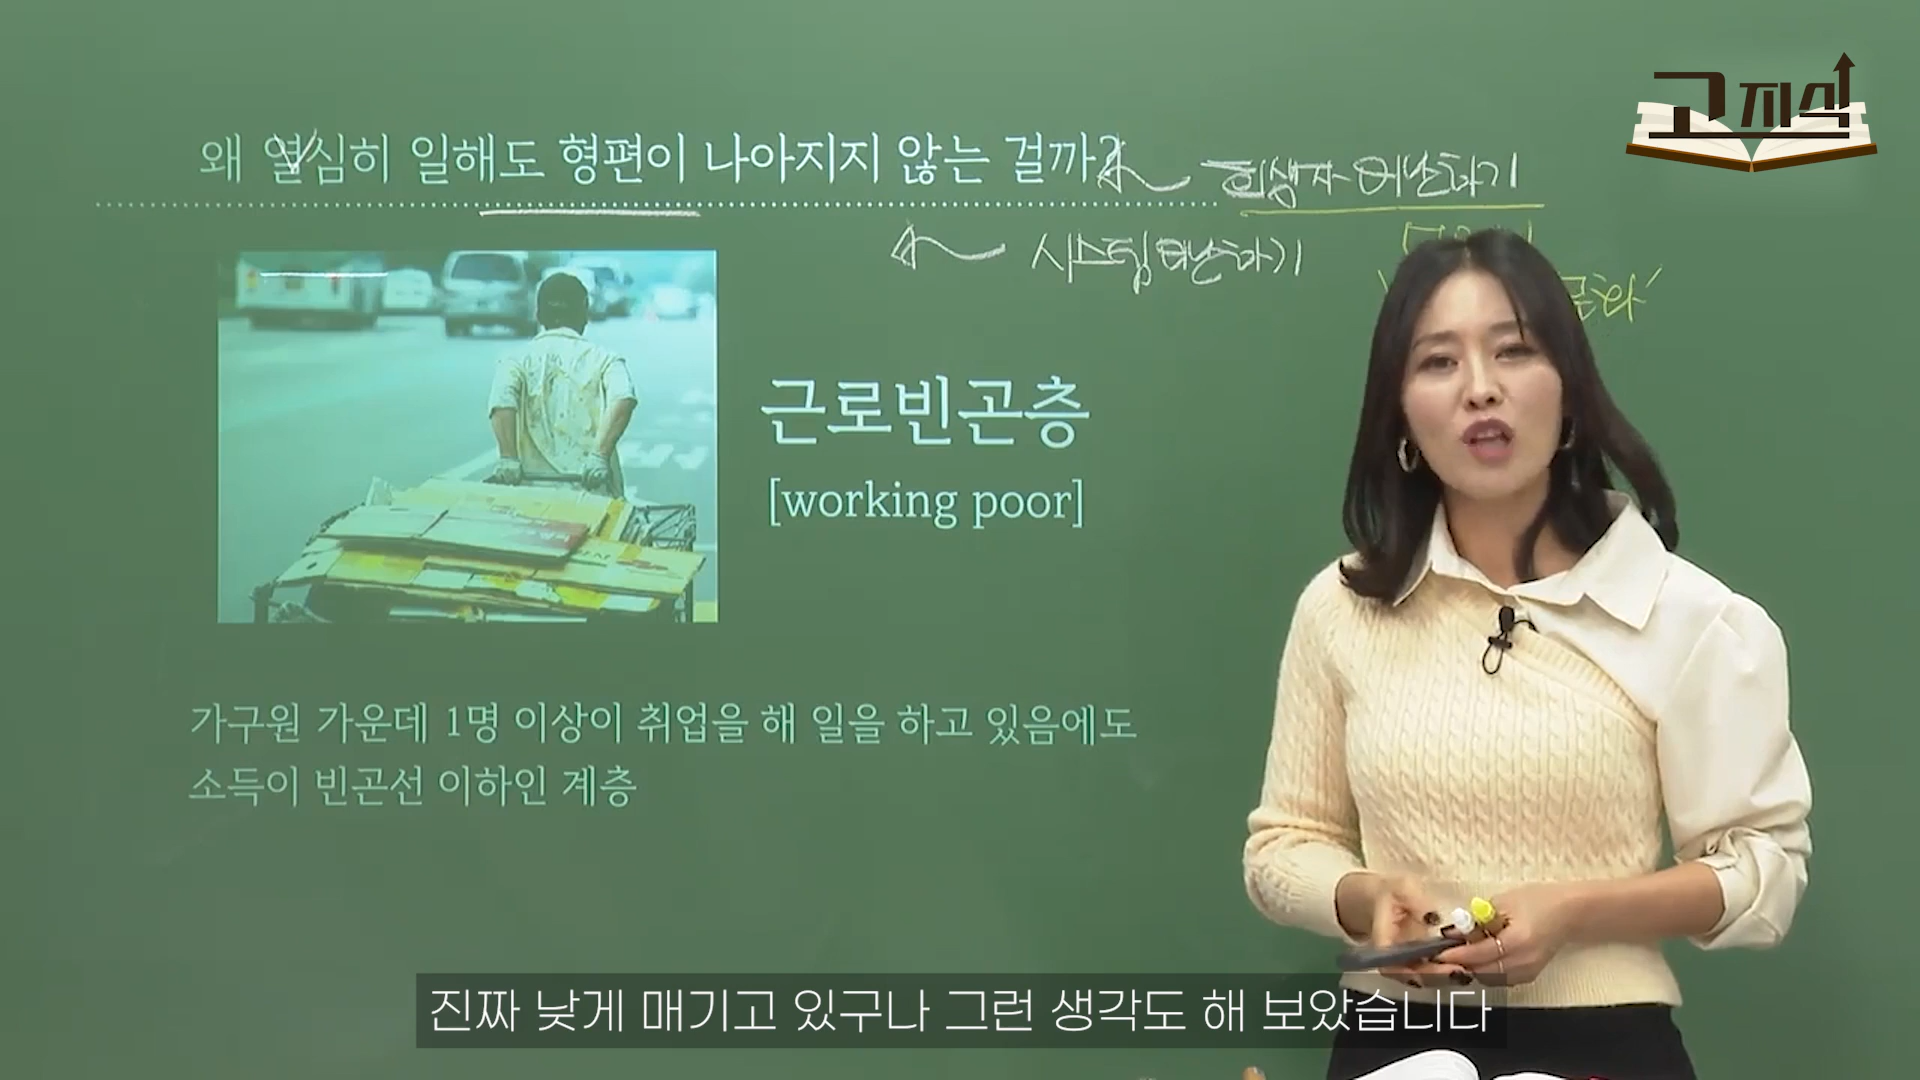 고지식
왜 열심히 일해도 형편이 나아지지 않는 걸까?
희생자 비난하기
시스템 비난하기
문화
근로빈곤층
[working poor]
가구원 가운데 1명 이상이 취업을 해 일을 하고 있음에도
소득이 빈곤선 이하인 계층
진짜 낮게 매기고 있구나 그런 생각도 해 보았습니다